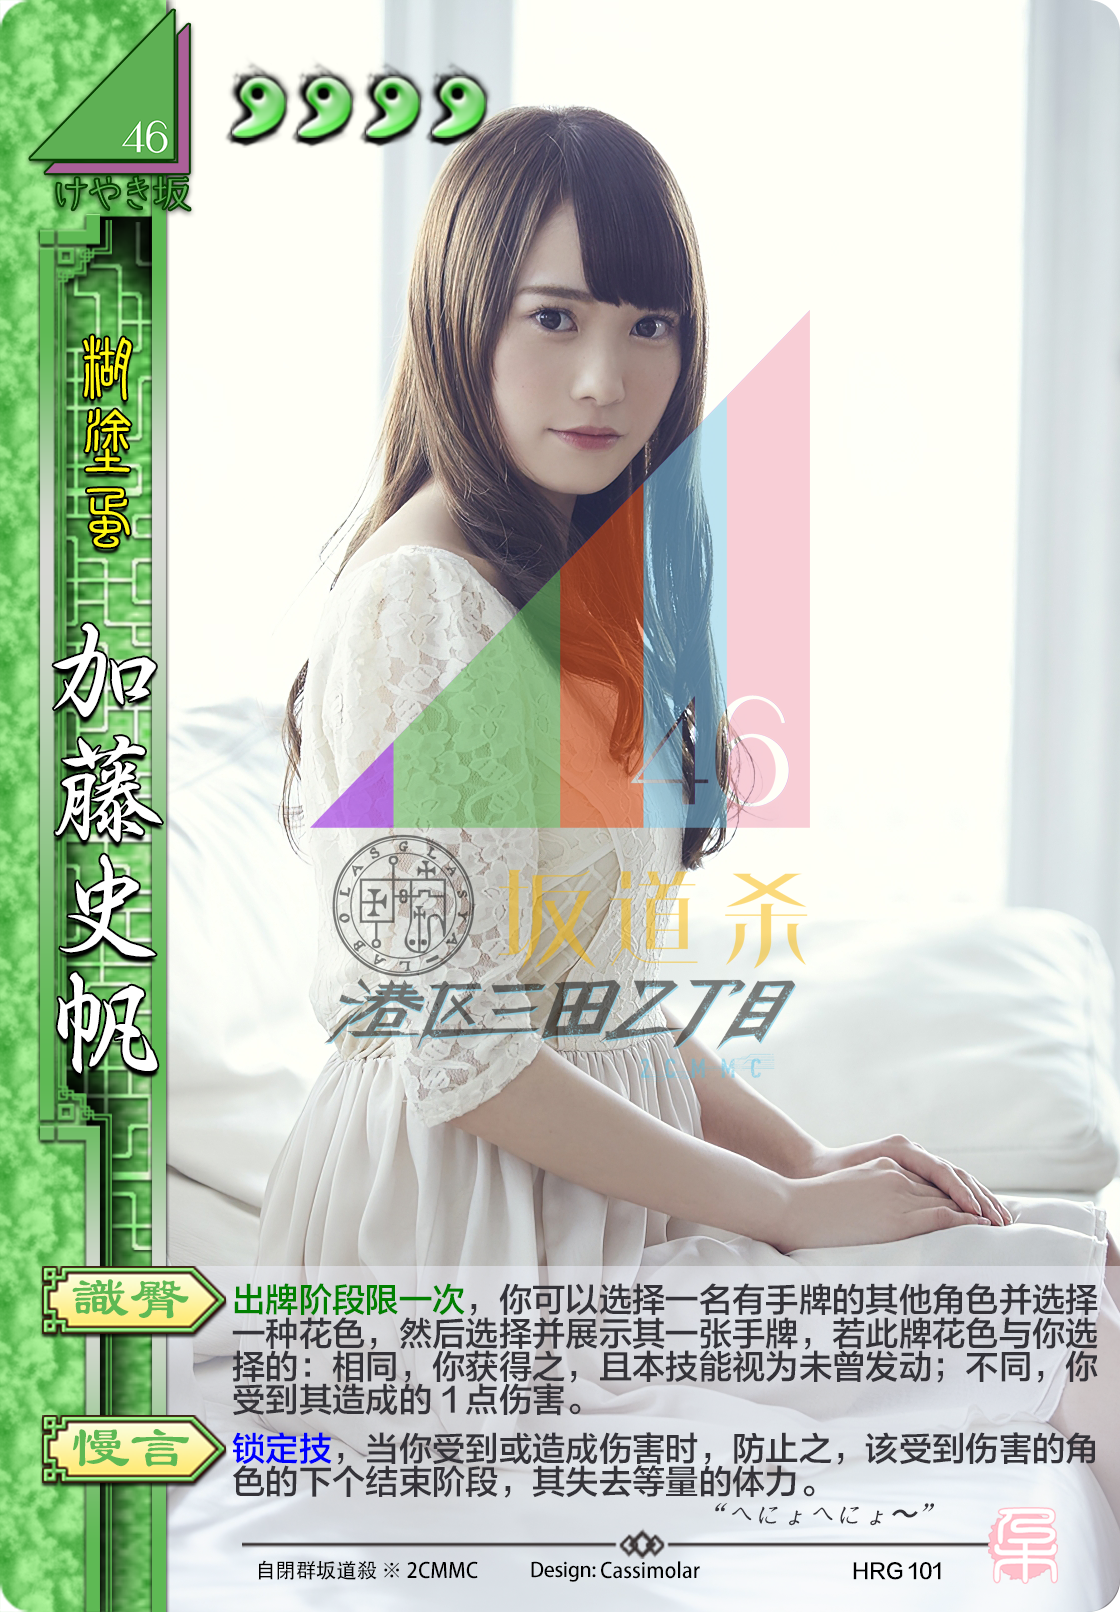 46
けやき坂
糊塗蛋
加藤史帆
46
GLASYA-LABOLAS
坂道杀
港区三田2丁目
2CMMC
識臀
出牌阶段限一次，你可以选择一名有手牌的其他角色并选择
一种花色，然后选择并展示其一张手牌，若此牌花色与你选
择的：相同，你获得之，且本技能视为未曾发动；不同，你
受到其造成的 1 点伤害。
慢言
锁定技，当你受到或造成伤害时，防止之，该受到伤害的角
色的下个结束阶段，其失去等量的体力。
“へにょへにょ〜”
自閉群坂道殺 ※ 2CMMC
Design: Cassimolar
HRG 101